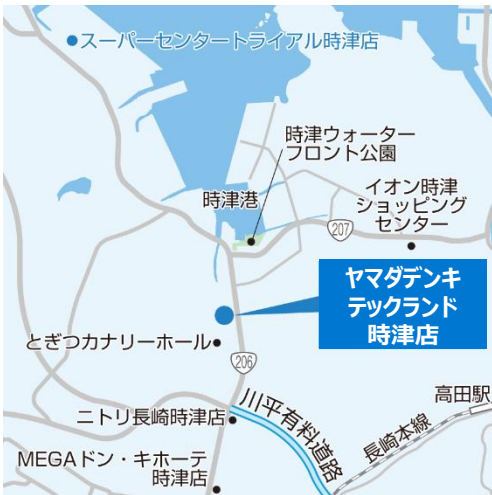 スーパーセンタートライアル時津店
時津ウォーター
フロント公園
時津港
イオン時津
ショッピング
センター
207
ヤマダデンキ
テックランド
時津店
とぎつカナリーホール
206
高田駅
川平有料道路
ニトリ長崎時津店
長崎本線
MEGAドン・キホーテ
時津店